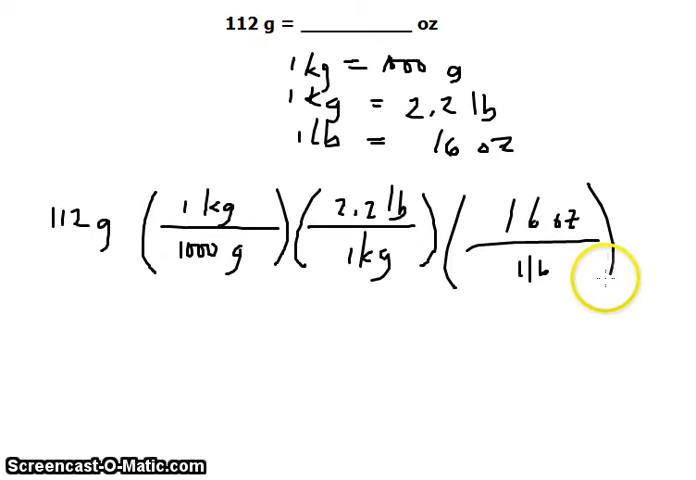 112 g = __________ oz
1 kg = 1000 g
1 kg = 2.2 lb
1 lb = 16 oz
112 g ( 1 kg / 1000 g ) ( 2.2 lb / 1 kg ) ( 16 oz / 1 lb )
Screencast-O-Matic.com